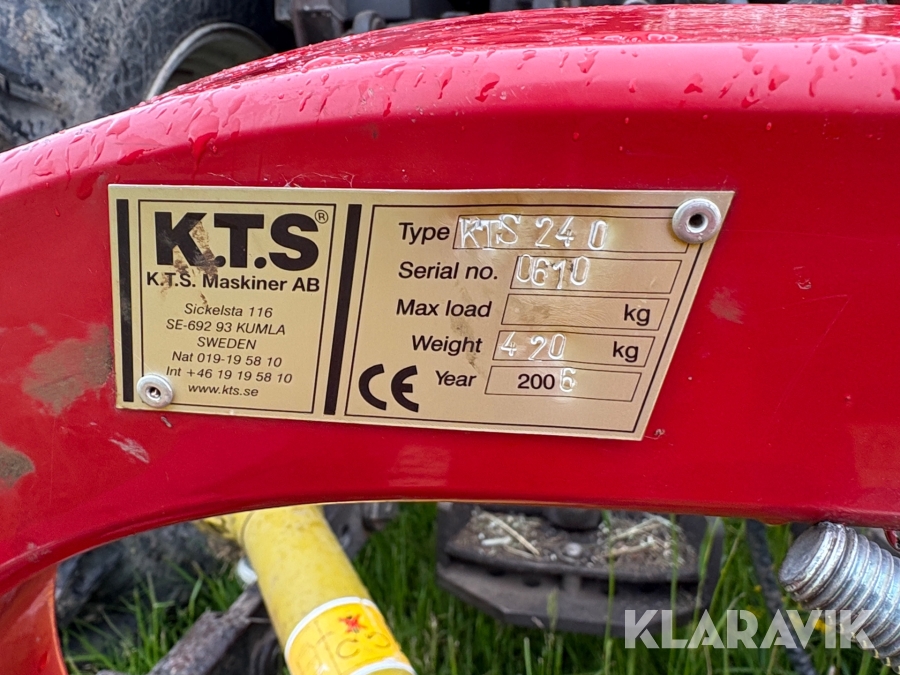 K.T.S®
K.T.S. Maskiner AB
Sickelsta 116
SE-692 93 KUMLA
SWEDEN
Nat 019-19 58 10
Int +46 19 19 58 10
www.kts.se
Type KTS 240
Serial no. 0610
Max load kg
Weight 420 kg
CE Year 2006
KLARAVIK